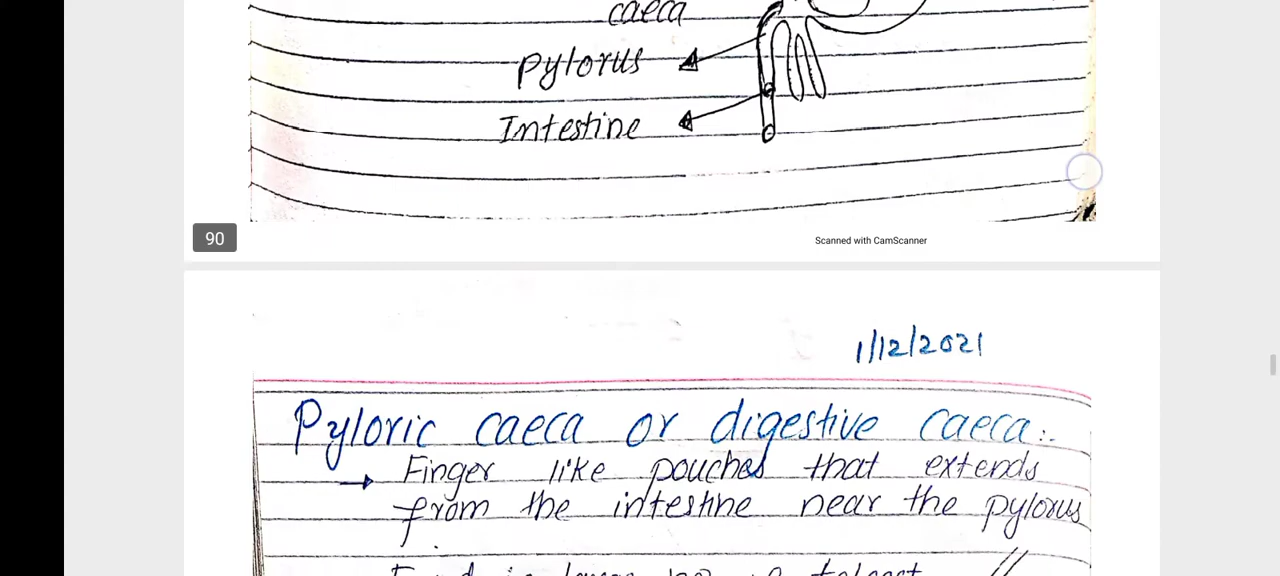 caeca
Pylorus
Intestine
90
Scanned with CamScanner
1/12/2021
Pyloric caeca or digestive caeca:.
→ Finger like pouches that extends
from the intestine near the pylorus
.